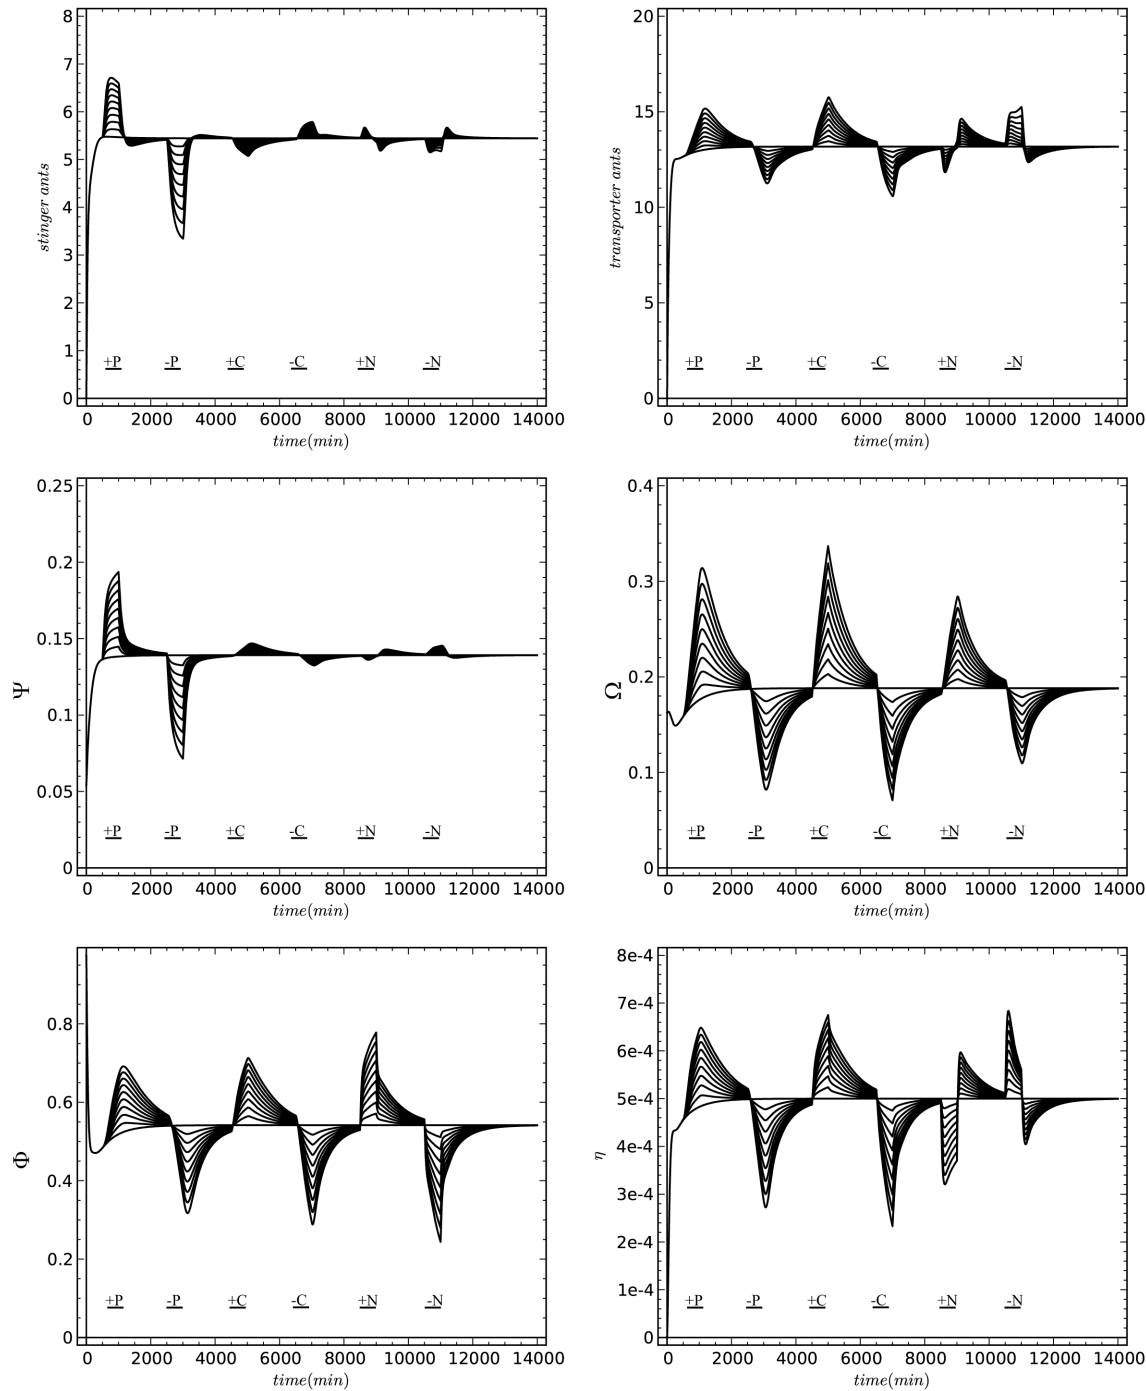 8
7
6
5
4
3
2
1
0
stinger ants
+P -P +C -C +N -N
0 2000 4000 6000 8000 10000 12000 14000
time(min)
20
15
10
5
0
transporter ants
+P -P +C -C +N -N
0 2000 4000 6000 8000 10000 12000 14000
time(min)
0.25
0.2
0.15
0.1
0.05
0
Ψ
+P -P +C -C +N -N
0 2000 4000 6000 8000 10000 12000 14000
time(min)
0.4
0.3
0.2
0.1
0
Ω
+P -P +C -C +N -N
0 2000 4000 6000 8000 10000 12000 14000
time(min)
0.8
0.6
0.4
0.2
0
Φ
+P -P +C -C +N -N
0 2000 4000 6000 8000 10000 12000 14000
time(min)
8e-4
7e-4
6e-4
5e-4
4e-4
3e-4
2e-4
1e-4
0
η
+P -P +C -C +N -N
0 2000 4000 6000 8000 10000 12000 14000
time(min)